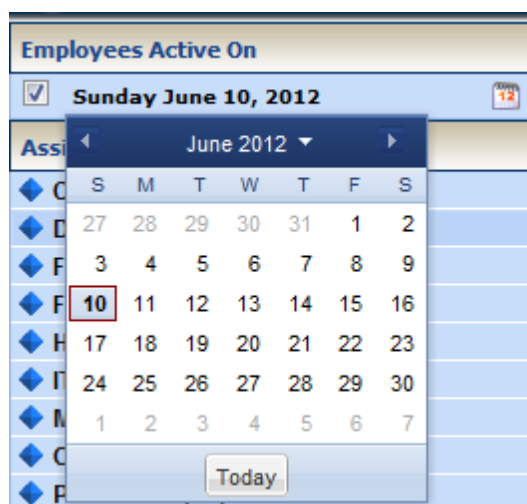 Employees Active On
Sunday June 10, 2012
12
Assi
June 2012
S M T W T F S
27 28 29 30 31 1 2
3 4 5 6 7 8 9
10 11 12 13 14 15 16
17 18 19 20 21 22 23
24 25 26 27 28 29 30
1 2 3 4 5 6 7
Today